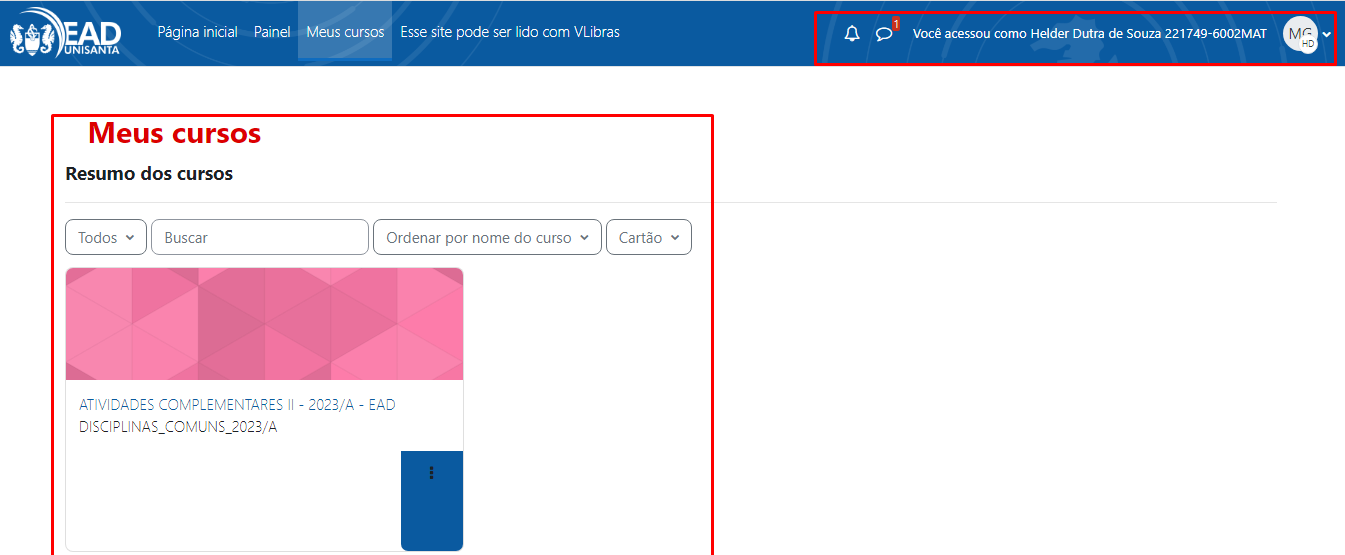 EAD
UNISANTA
Página inicial Painel Meus cursos Esse site pode ser lido com VLibras
1
Você acessou como Helder Dutra de Souza 221749-6002MAT
MG
HD
Meus cursos
Resumo dos cursos
Todos Buscar Ordenar por nome do curso Cartão
ATIVIDADES COMPLEMENTARES II - 2023/A - EAD
DISCIPLINAS_COMUNS_2023/A